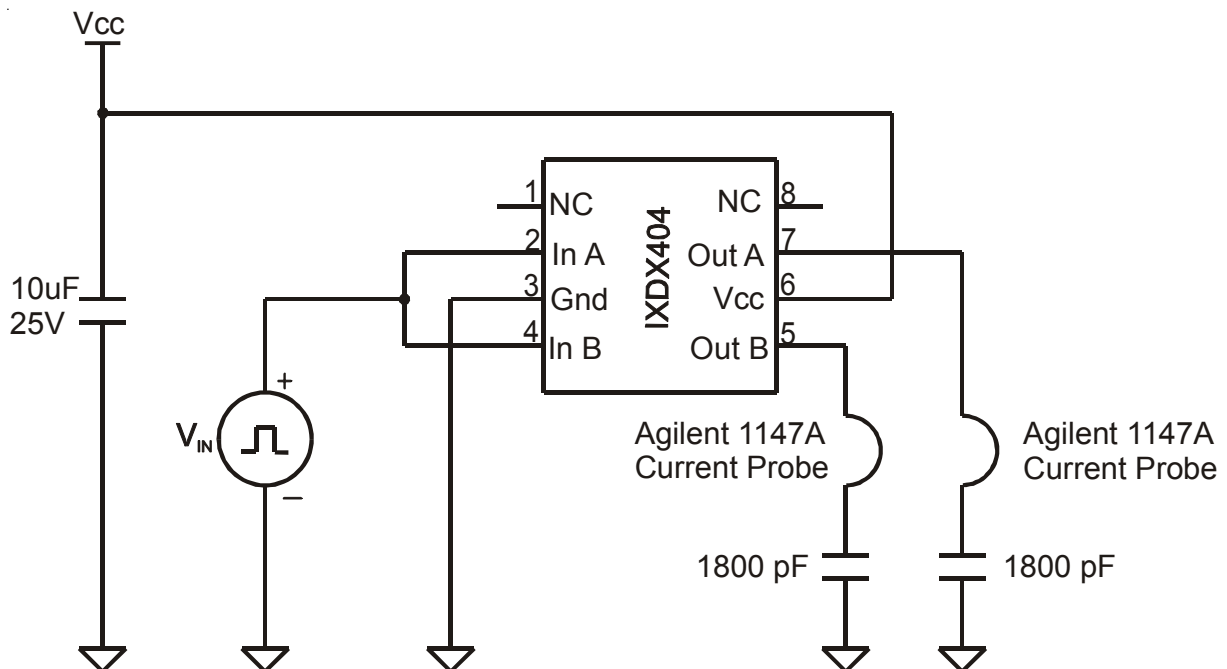 Vcc
10uF
25V
VIN
+
–
1
NC
2
In A
3
Gnd
4
In B
IXDX404
NC
8
Out A
7
Vcc
6
Out B
5
Agilent 1147A
Current Probe
Agilent 1147A
Current Probe
1800 pF
1800 pF